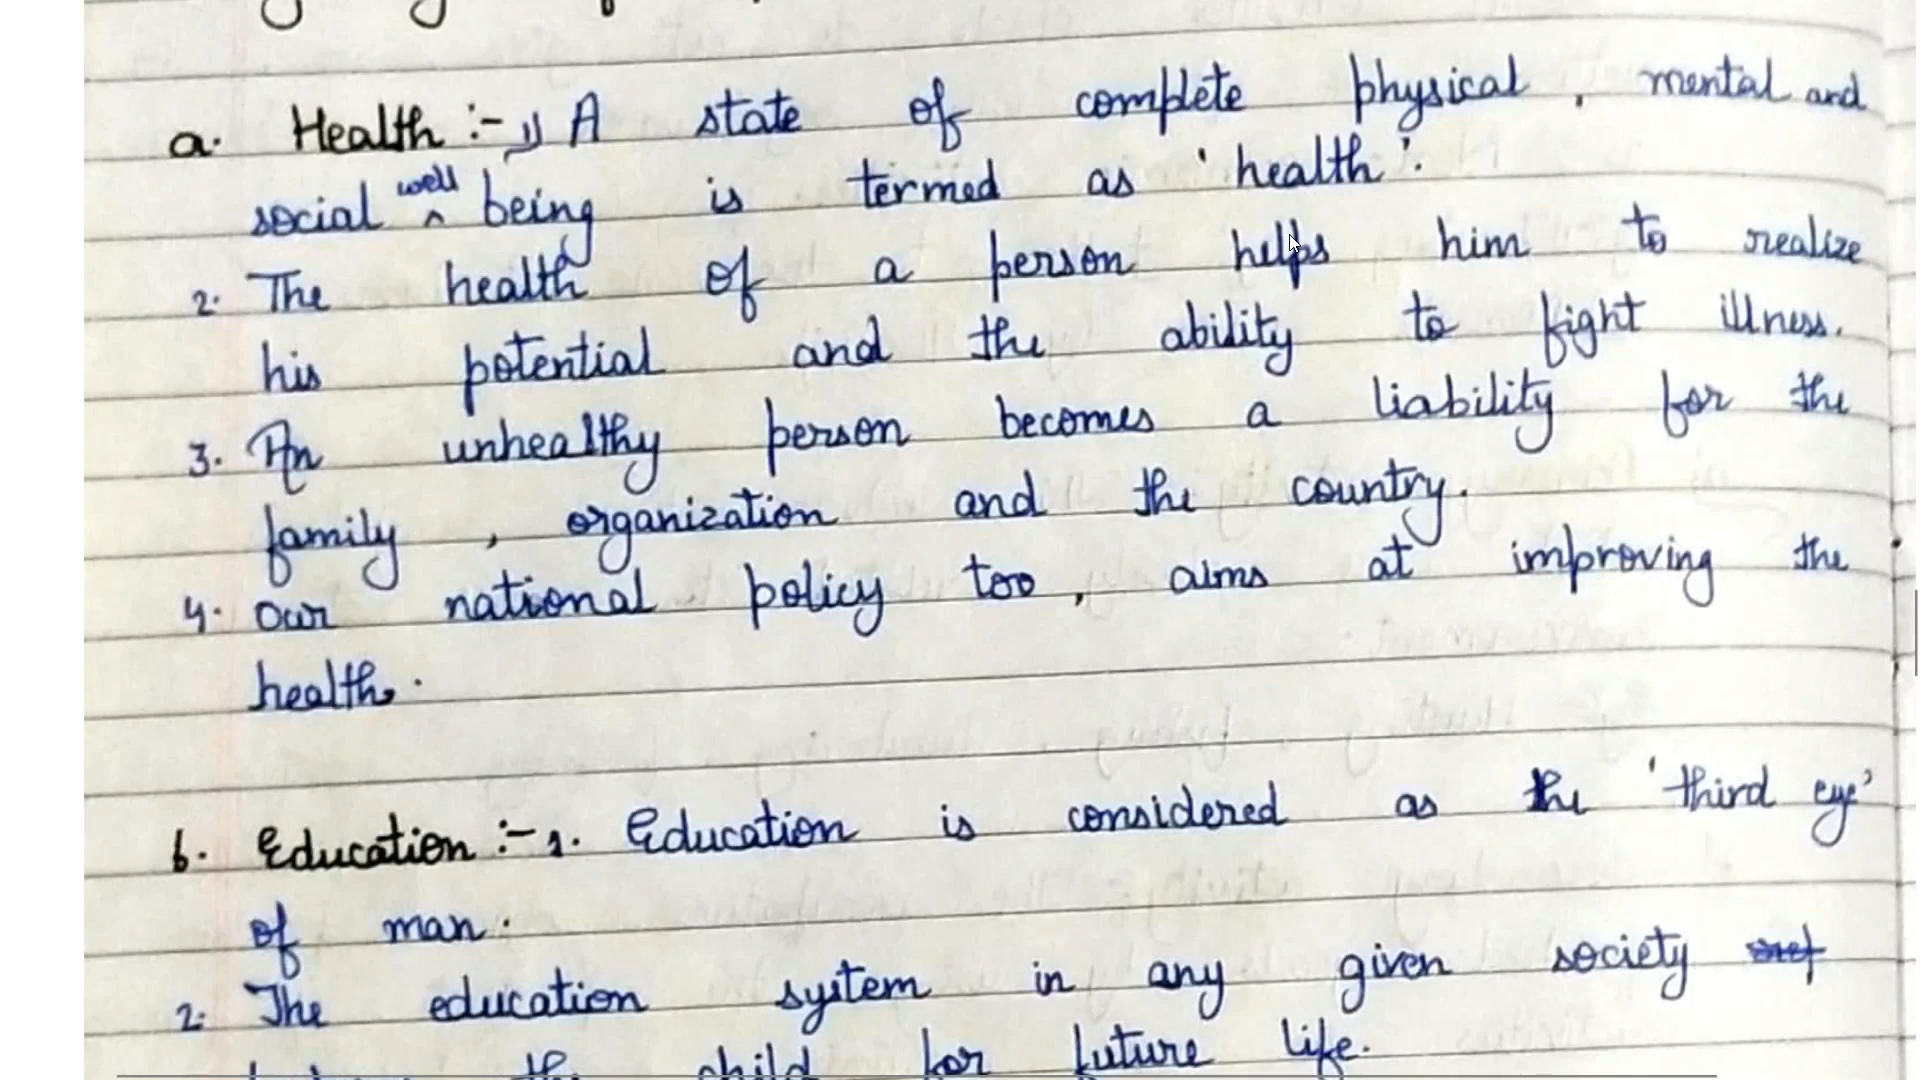 a. Health :- 1) A state of complete physical , mental and
social well being is termed as 'health'.
2. The health of a person helps him to realize
his potential and the ability to fight illness.
3. An unhealthy person becomes a liability for the
family , organization and the country.
4. Our national policy too , aims at improving the
health.
b. Education :- 1. Education is considered as the 'third eye'
of man.
2. The education system in any given society
the child for future life.